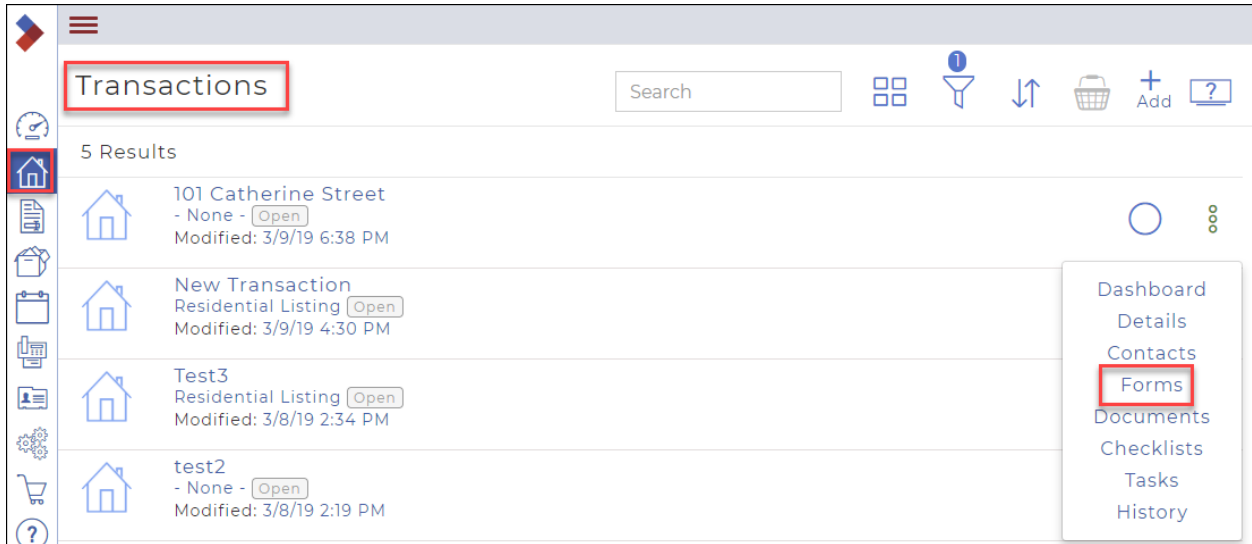 1
Transactions
Search
Add
?
5 Results
101 Catherine Street
- None - Open
Modified: 3/9/19 6:38 PM
New Transaction
Residential Listing Open
Modified: 3/9/19 4:30 PM
Test3
Residential Listing Open
Modified: 3/8/19 2:34 PM
test2
- None - Open
Modified: 3/8/19 2:19 PM
Dashboard
Details
Contacts
Forms
Documents
Checklists
Tasks
History
?